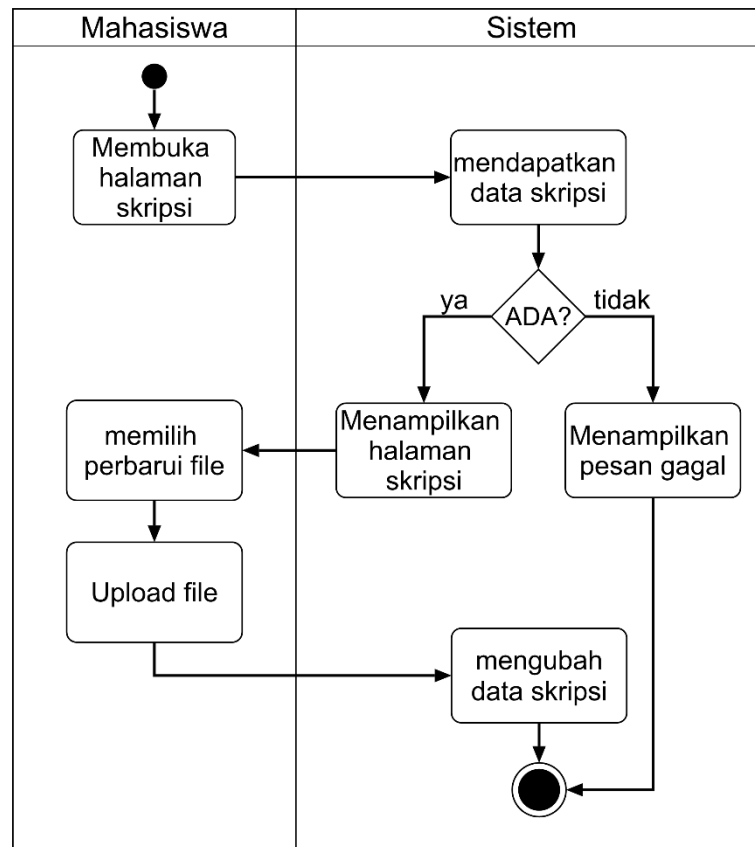 Mahasiswa
Sistem
Membuka
halaman
skripsi
mendapatkan
data skripsi
ADA?
ya
tidak
Menampilkan
halaman
skripsi
Menampilkan
pesan gagal
memilih
perbarui file
Upload file
mengubah
data skripsi